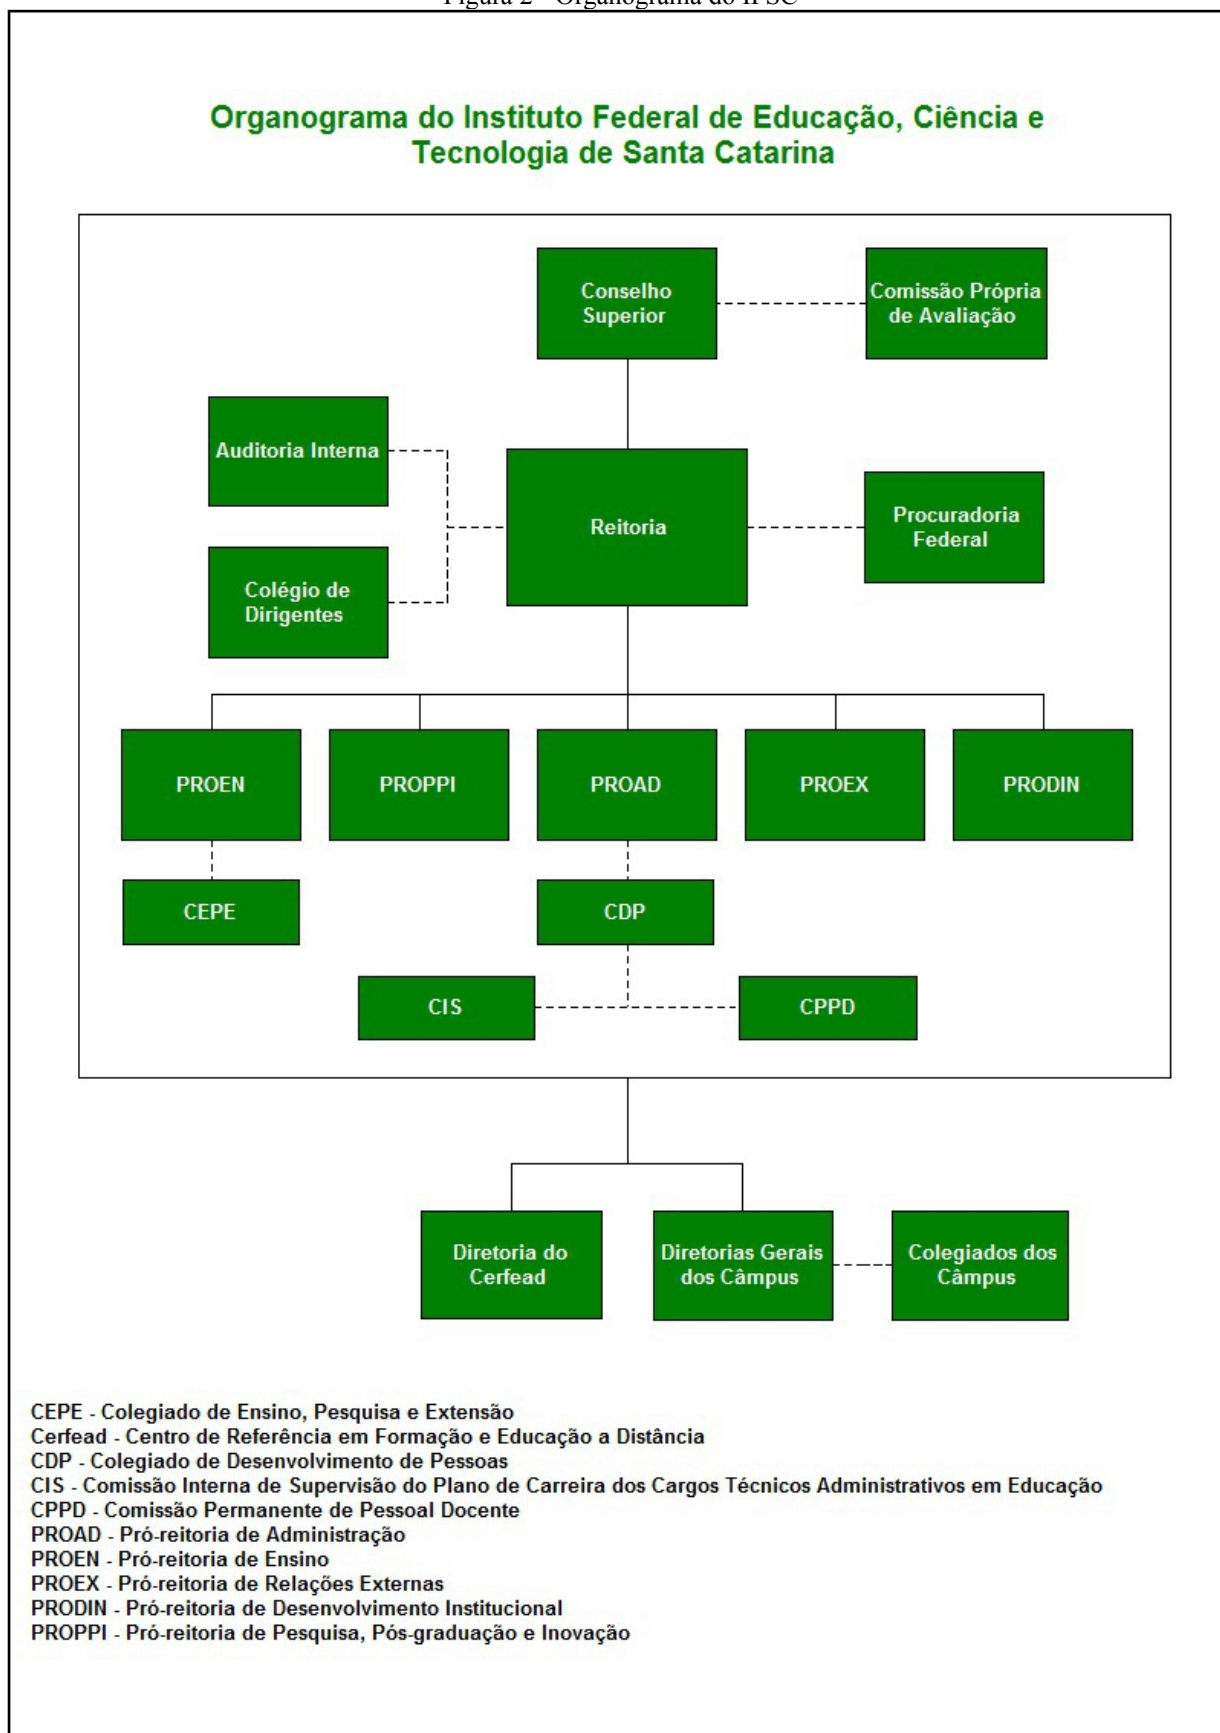 Figura 2 - Organograma do IFSC
Organograma do Instituto Federal de Educação, Ciência e
Tecnologia de Santa Catarina
Conselho
Superior
Comissão Própria
de Avaliação
Auditoria Interna
Reitoria
Procuradoria
Federal
Colégio de
Dirigentes
PROEN
PROPPI
PROAD
PROEX
PRODIN
CEPE
CDP
CIS
CPPD
Diretoria do
Cerfead
Diretorias Gerais
dos Câmpus
Colegiados dos
Câmpus
CEPE - Colegiado de Ensino, Pesquisa e Extensão
Cerfead - Centro de Referência em Formação e Educação a Distância
CDP - Colegiado de Desenvolvimento de Pessoas
CIS - Comissão Interna de Supervisão do Plano de Carreira dos Cargos Técnicos Administrativos em Educação
CPPD - Comissão Permanente de Pessoal Docente
PROAD - Pró-reitoria de Administração
PROEN - Pró-reitoria de Ensino
PROEX - Pró-reitoria de Relações Externas
PRODIN - Pró-reitoria de Desenvolvimento Institucional
PROPPI - Pró-reitoria de Pesquisa, Pós-graduação e Inovação